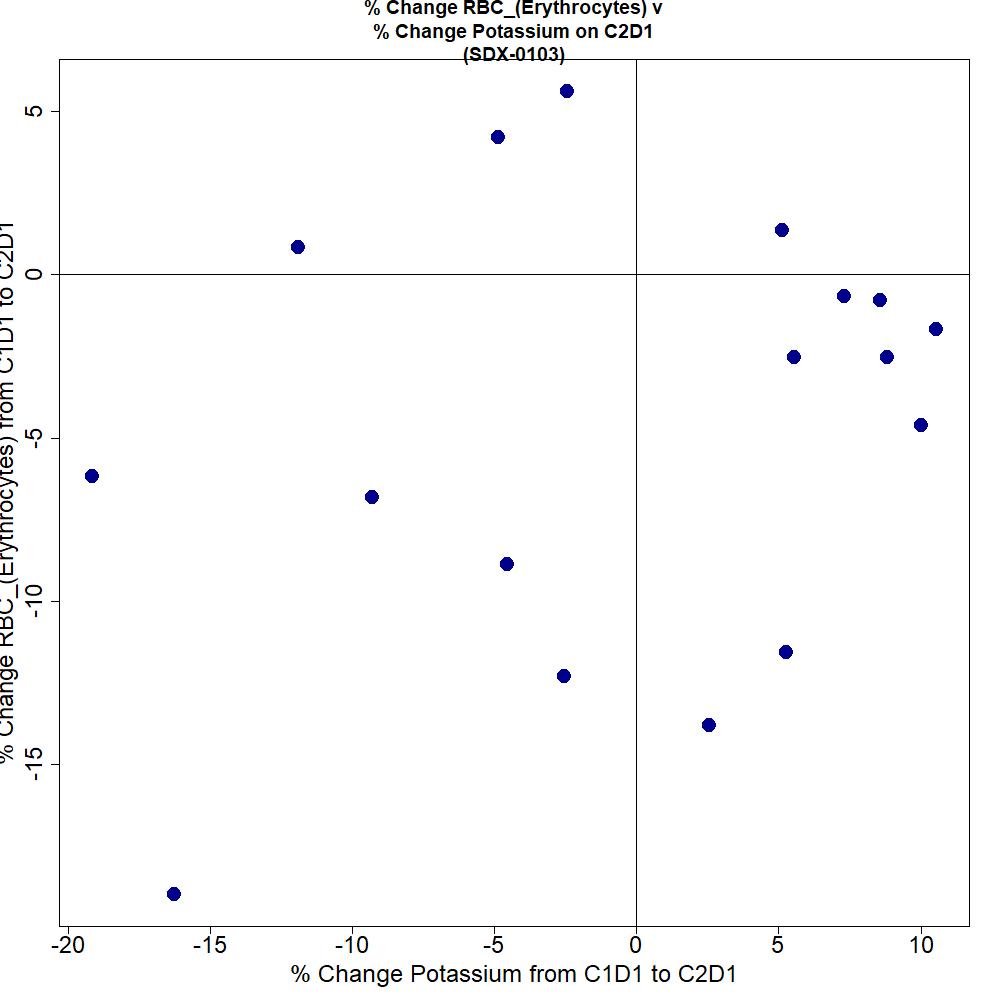 % Change RBC_(Erythrocytes) v
% Change Potassium on C2D1
(SDX-0103)
% Change RBC_(Erythrocytes) from C1D1 to C2D1
5
0
-5
-10
-15
-20
-15
-10
-5
0
5
10
% Change Potassium from C1D1 to C2D1